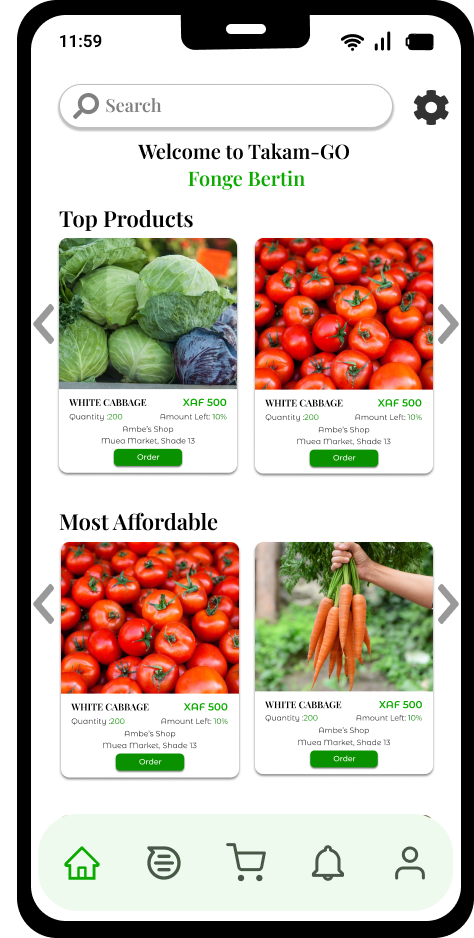 11:59
Search
Welcome to Takam-GO
Fonge Bertin
Top Products
WHITE CABBAGE XAF 500
Quantity :200 Amount Left: 10%
Ambe's Shop
Muea Market, Shade 13
Order
WHITE CABBAGE XAF 500
Quantity :200 Amount Left: 10%
Ambe's Shop
Muea Market, Shade 13
Order
Most Affordable
WHITE CABBAGE XAF 500
Quantity :200 Amount Left: 10%
Ambe's Shop
Muea Market, Shade 13
Order
WHITE CABBAGE XAF 500
Quantity :200 Amount Left: 10%
Ambe's Shop
Muea Market, Shade 13
Order